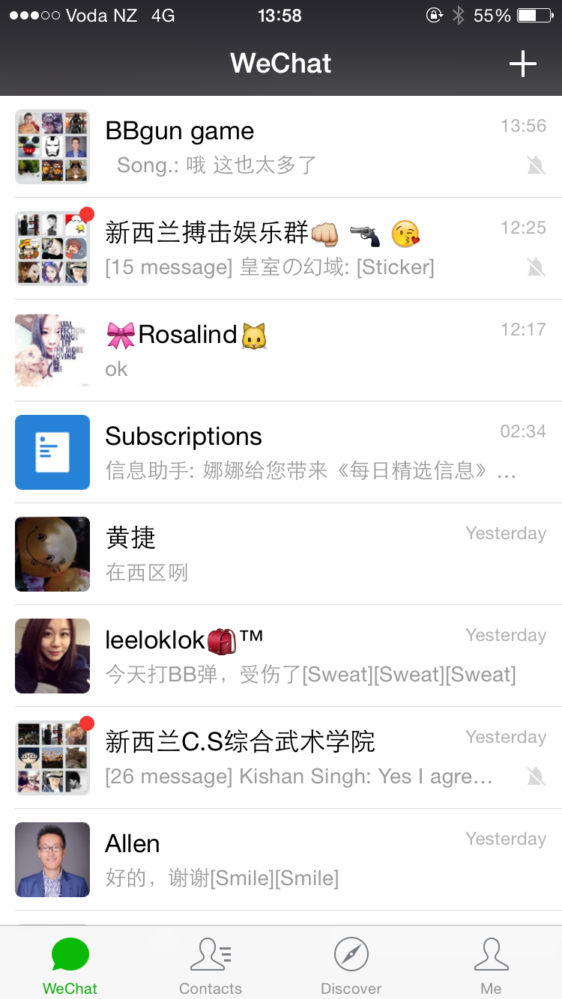 Voda NZ 4G 13:58 55%
WeChat
BBgun game 13:56
Song.: 哦 这也太多了
新西兰搏击娱乐群👊🔫😘 12:25
[15 message] 皇室の幻域: [Sticker]
🎀Rosalind🐱 12:17
ok
Subscriptions 02:34
信息助手: 娜娜给您带来《每日精选信息》…
黄捷 Yesterday
在西区咧
leeloklok🎒™ Yesterday
今天打BB弹，受伤了[Sweat][Sweat][Sweat]
新西兰C.S综合武术学院 Yesterday
[26 message] Kishan Singh: Yes I agre…
Allen Yesterday
好的，谢谢[Smile][Smile]
WeChat Contacts Discover Me